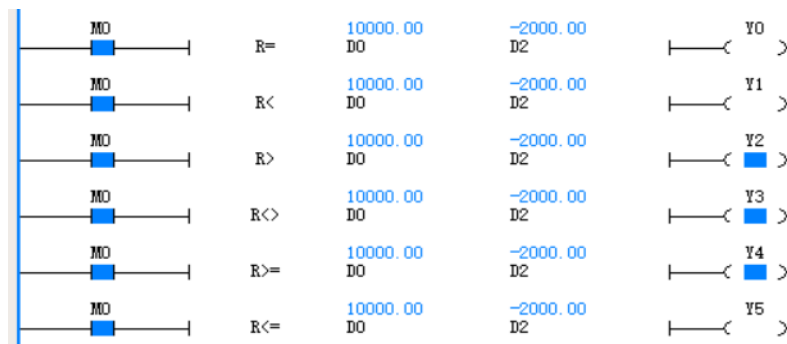 M0 10000.00 -2000.00 Y0
R= D0 D2
M0 10000.00 -2000.00 Y1
R< D0 D2
M0 10000.00 -2000.00 Y2
R> D0 D2
M0 10000.00 -2000.00 Y3
R<> D0 D2
M0 10000.00 -2000.00 Y4
R>= D0 D2
M0 10000.00 -2000.00 Y5
R<= D0 D2